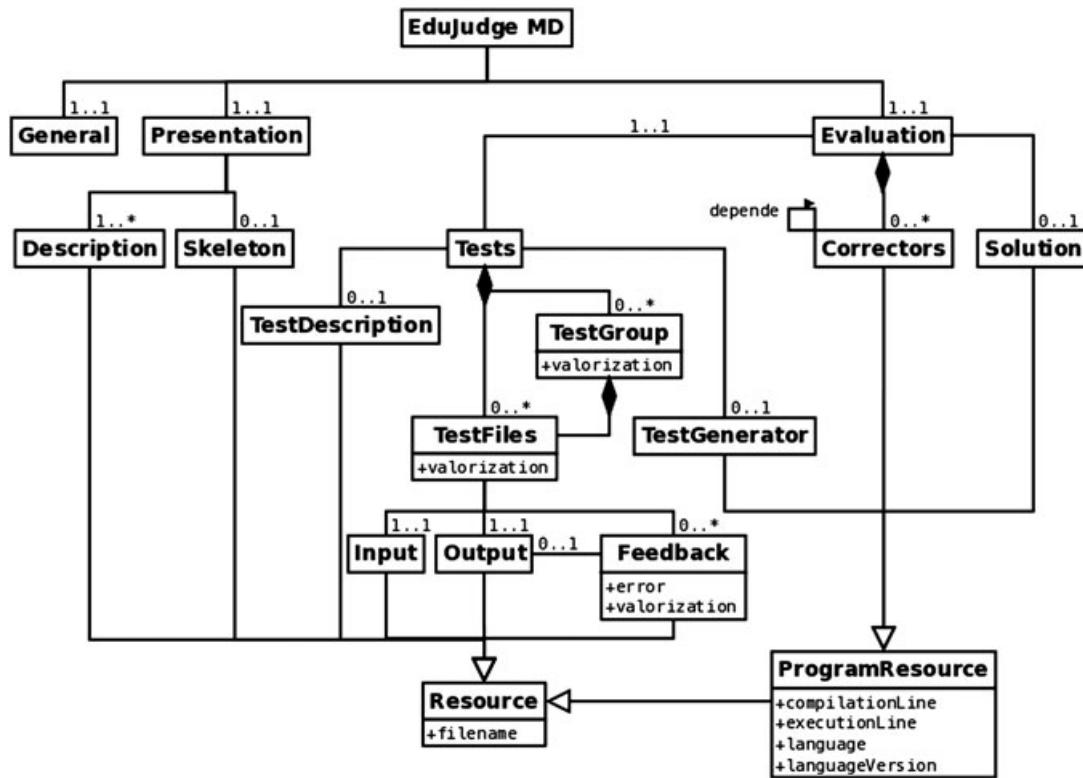 EduJudge MD
1..1
1..1
1..1
General
Presentation
1..1
Evaluation
1..*
0..1
depende
0..*
0..1
Description
Skeleton
Tests
Correctors
Solution
0..1
0..*
TestDescription
TestGroup
+valorization
0..*
0..1
TestFiles
TestGenerator
+valorization
1..1
1..1
0..*
Input
Output
0..1
Feedback
+error
+valorization
Resource
+filename
ProgramResource
+compilationLine
+executionLine
+language
+languageVersion